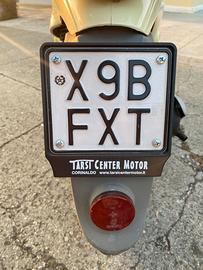 X9B
FXT
TARSI CENTER MOTOR
CORINALDO www.tarsicentermotor.it